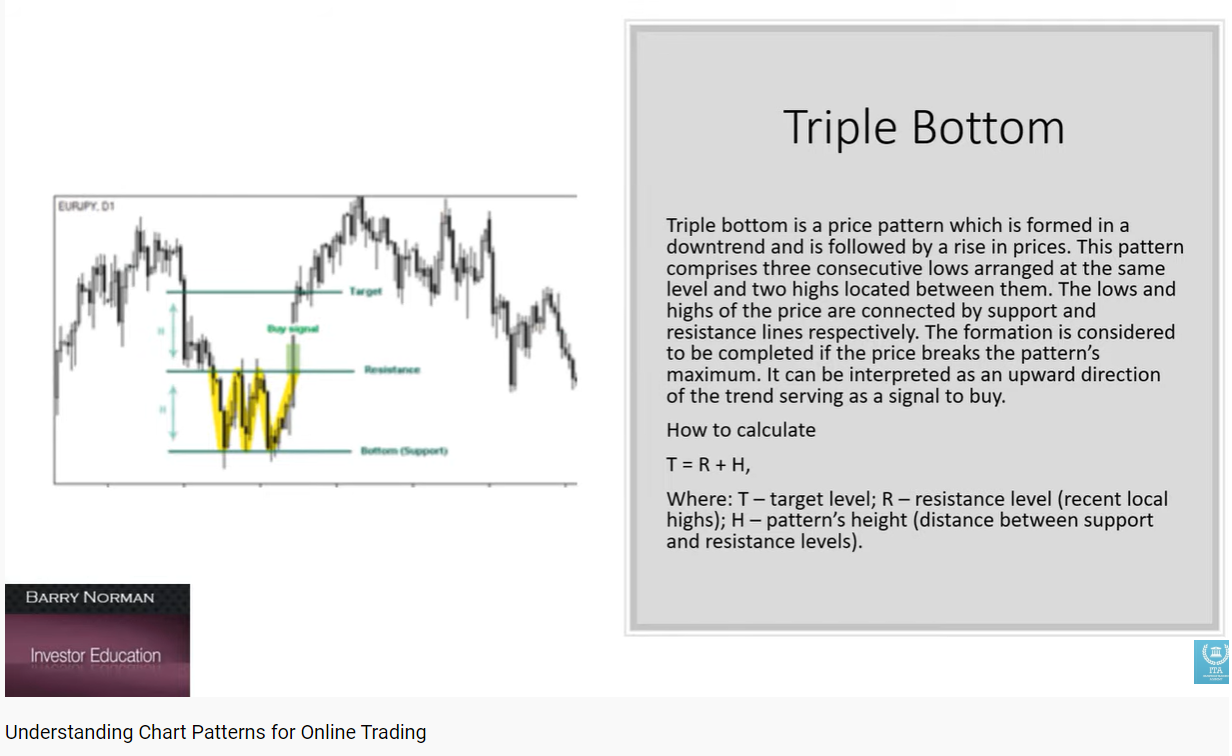 EURJPY, D1
Target
H
Buy signal
Resistance
H
Bottom (Support)
Triple Bottom
Triple bottom is a price pattern which is formed in a
downtrend and is followed by a rise in prices. This pattern
comprises three consecutive lows arranged at the same
level and two highs located between them. The lows and
highs of the price are connected by support and
resistance lines respectively. The formation is considered
to be completed if the price breaks the pattern’s
maximum. It can be interpreted as an upward direction
of the trend serving as a signal to buy.
How to calculate
T = R + H,
Where: T – target level; R – resistance level (recent local
highs); H – pattern’s height (distance between support
and resistance levels).
BARRY NORMAN
Investor Education
ITA
Understanding Chart Patterns for Online Trading